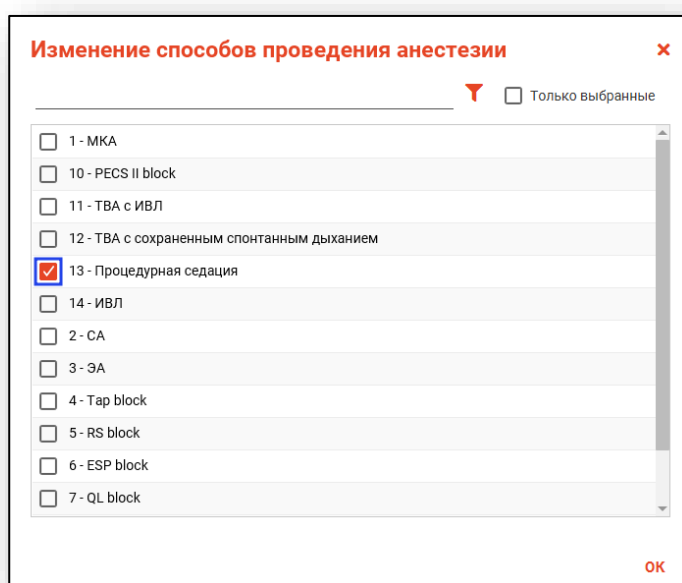 Изменение способов проведения анестезии
Только выбранные
1 - МКА
10 - PECS II block
11 - ТВА с ИВЛ
12 - ТВА с сохраненным спонтанным дыханием
13 - Процедурная седация
14 - ИВЛ
2 - СА
3 - ЭА
4 - Tap block
5 - RS block
6 - ESP block
7 - QL block
ОК